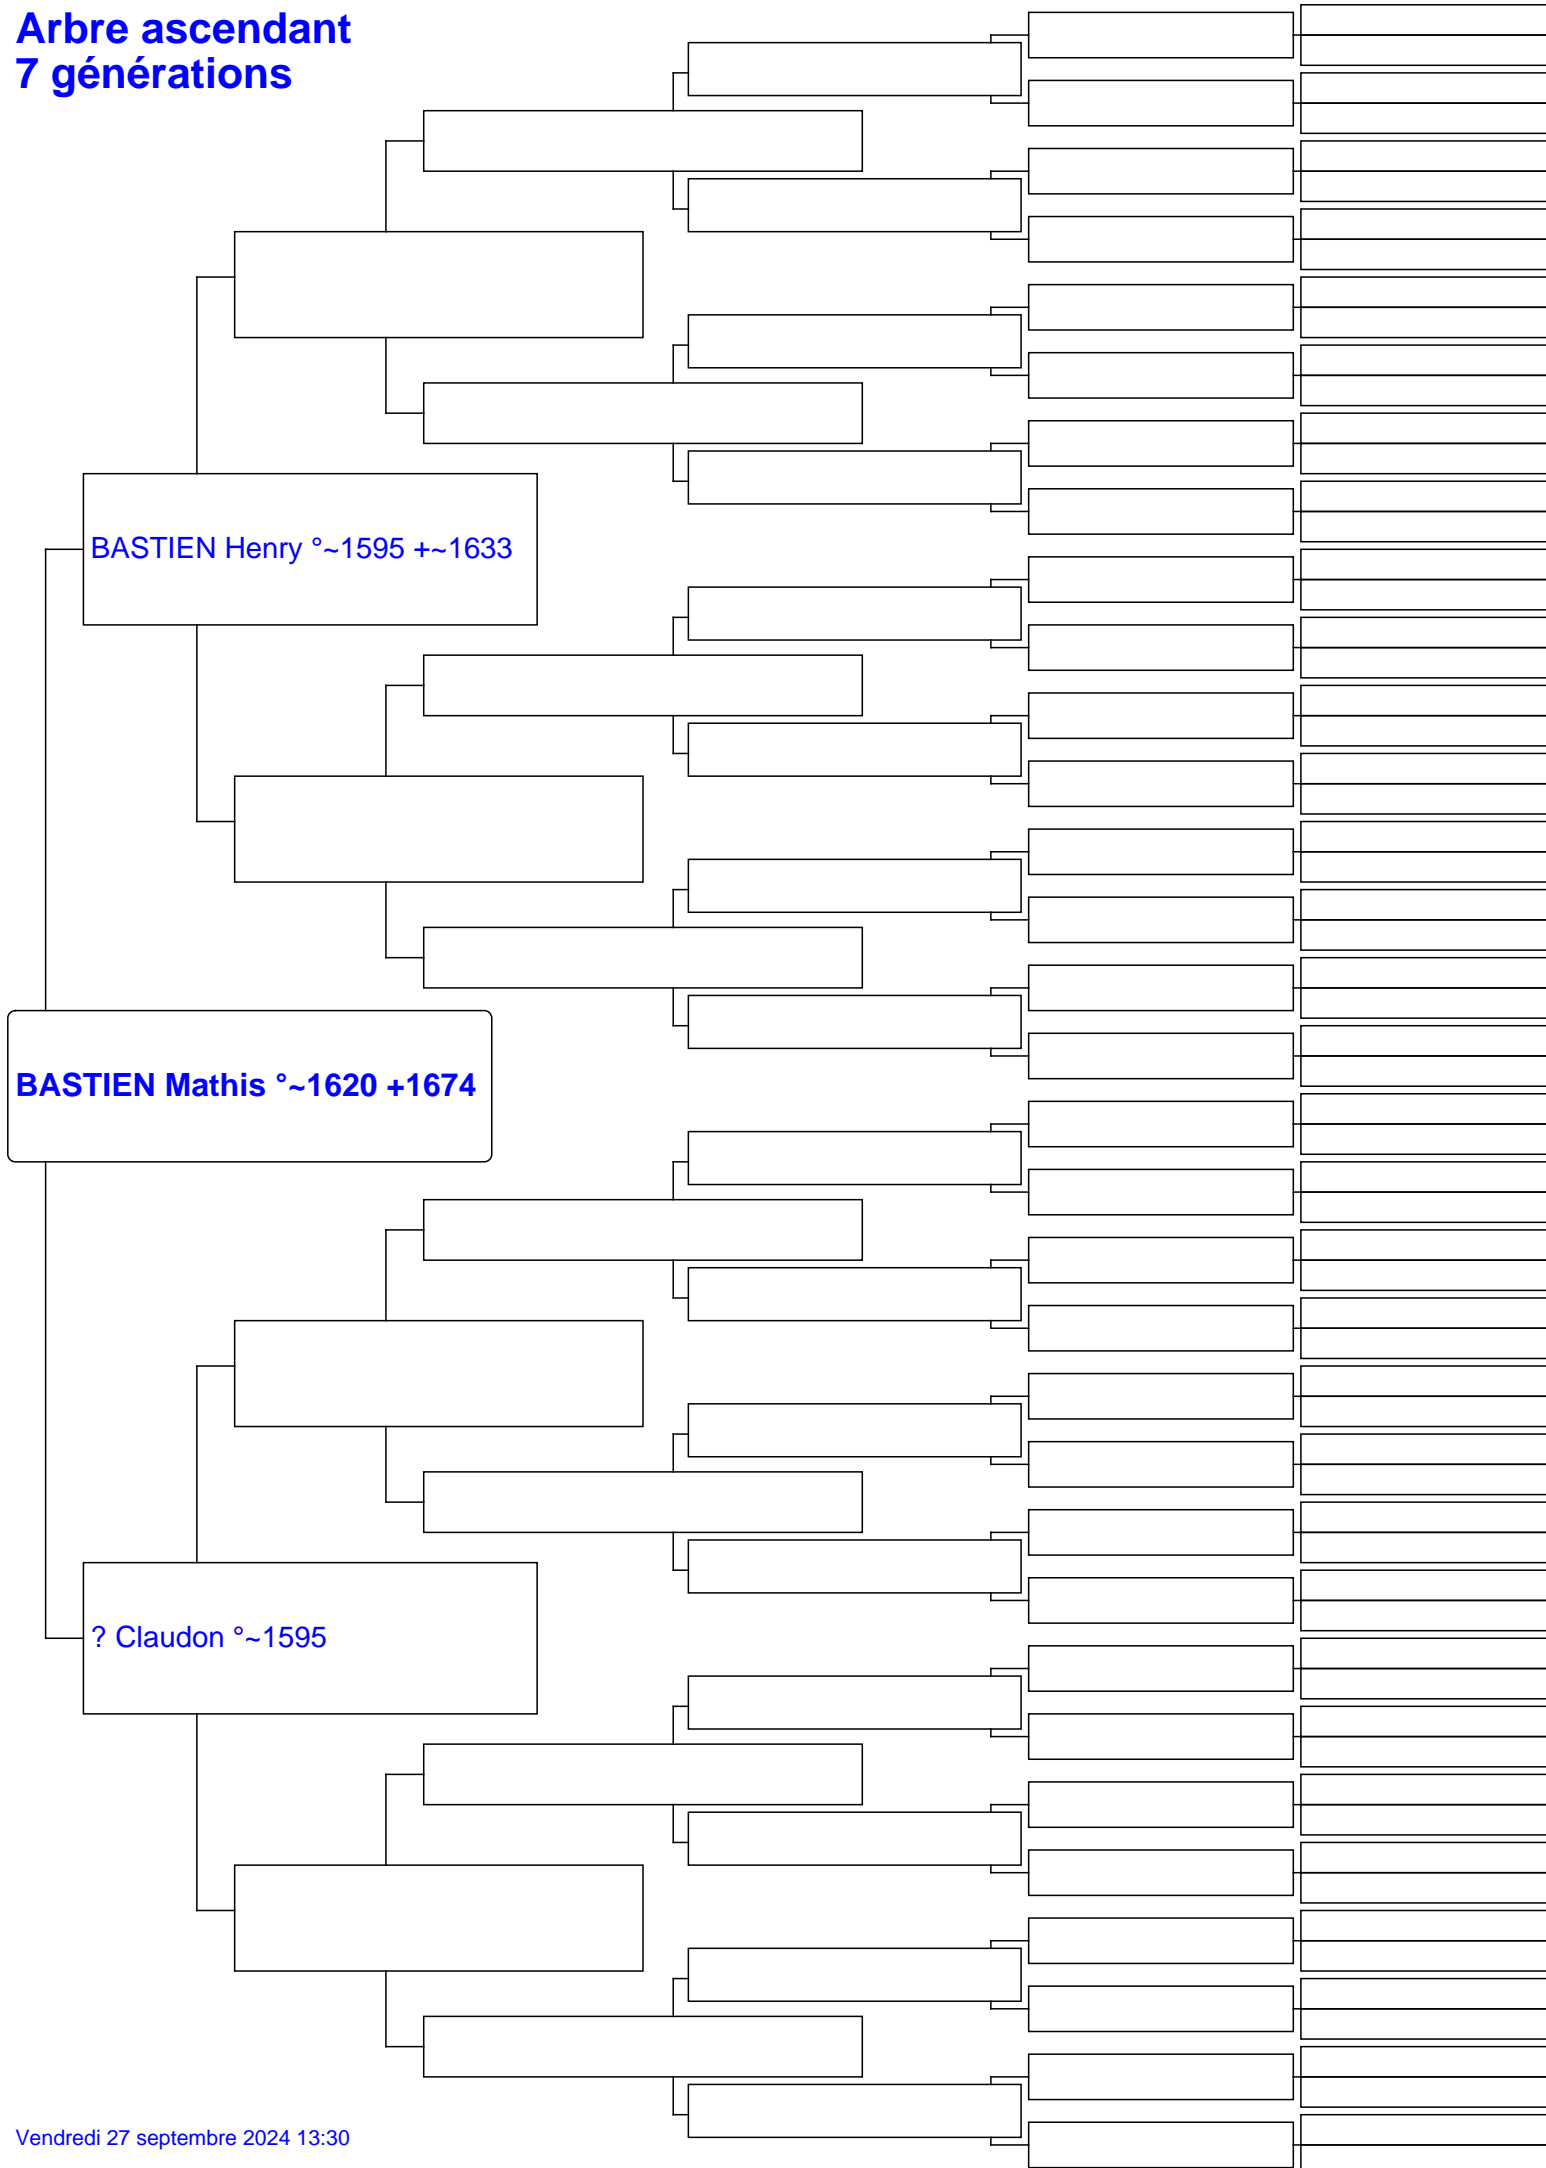 Arbre ascendant
7 générations
BASTIEN Henry °~1595 +~1633
BASTIEN Mathis °~1620 +1674
? Claudon °~1595
Vendredi 27 septembre 2024 13:30